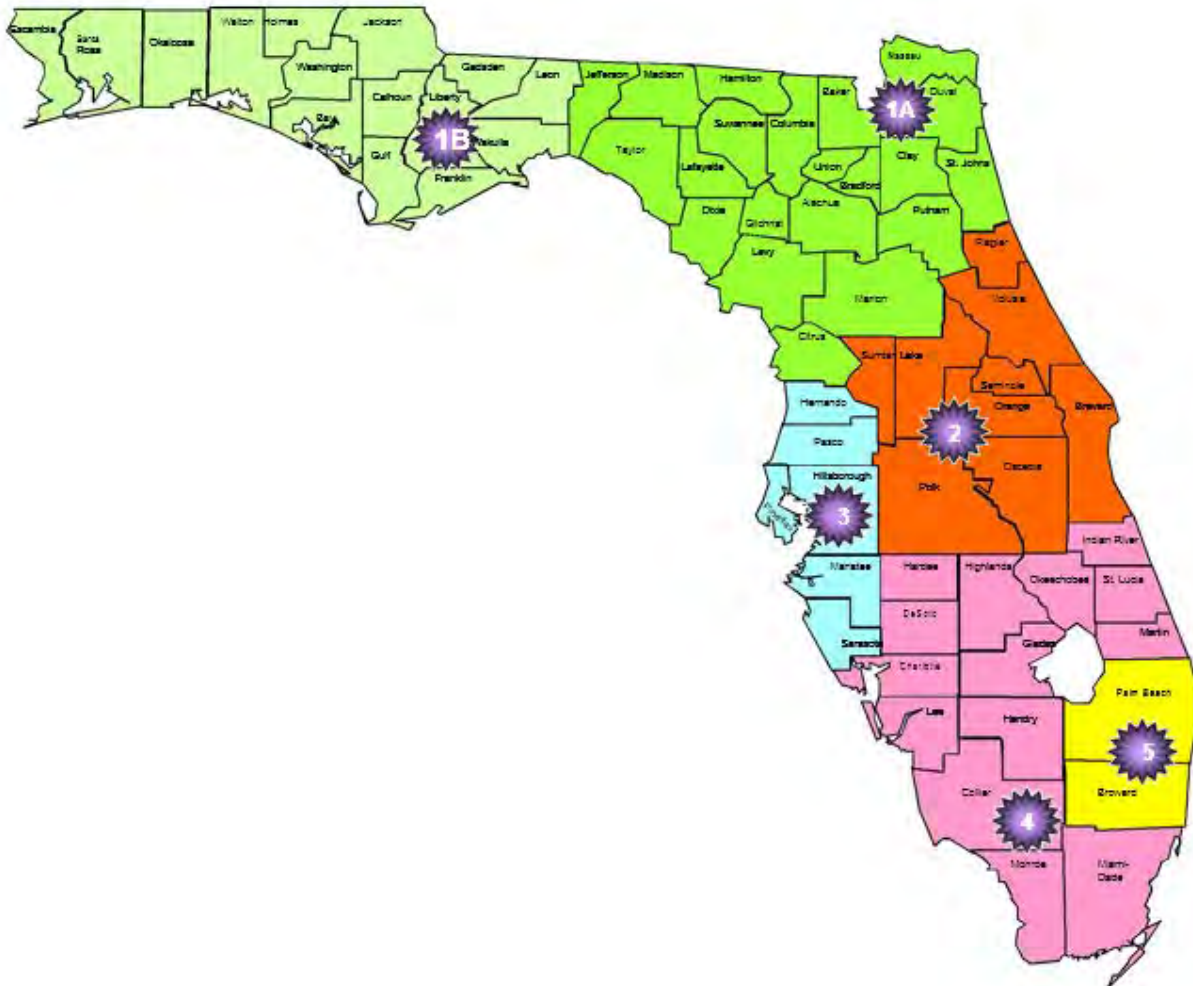 Escambia
Santa
Rosa
Okaloosa
Walton
Holmes
Jackson
Washington
Bay
Calhoun
Gulf
Gadsden
Liberty
Leon
1B
Wakulla
Franklin
Jefferson
Madison
Hamilton
Taylor
Lafayette
Suwannee
Columbia
Baker
Nassau
1A
Duval
Union
Bradford
Clay
St. Johns
Dixie
Gilchrist
Alachua
Putnam
Levy
Marion
Citrus
Flagler
Volusia
Sumter
Lake
Seminole
Orange
Brevard
2
Osceola
Polk
Hernando
Pasco
Hillsborough
Pinellas
3
Manatee
Sarasota
Hardee
Highlands
Okeechobee
Indian River
St. Lucie
DeSoto
Martin
Glades
Charlotte
Lee
Hendry
Palm Beach
5
Broward
Collier
4
Monroe
Miami-
Dade